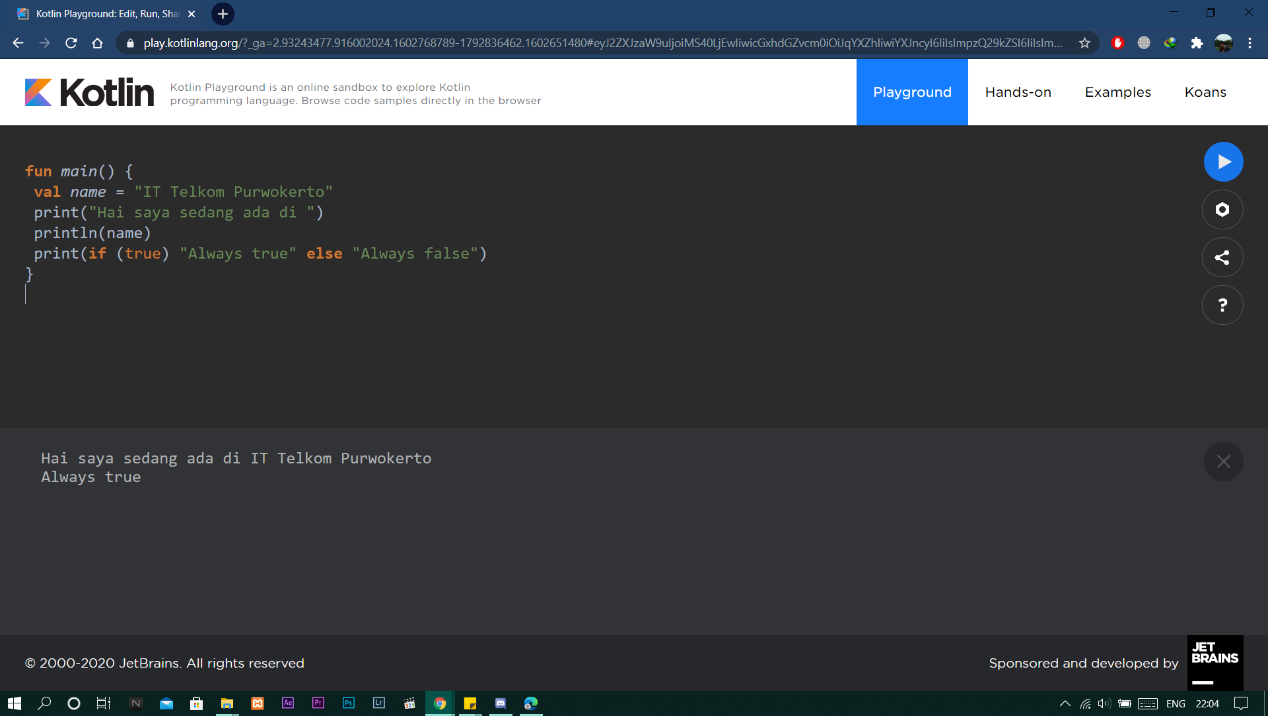 Kotlin Playground: Edit, Run, Sha
play.kotlinlang.org/?_ga=2.93243477.916002024.1602768789-1792836462.1602651480#
Kotlin
Kotlin Playground is an online sandbox to explore Kotlin
programming language. Browse code samples directly in the browser
Playground
Hands-on
Examples
Koans
fun main() {
val name = "IT Telkom Purwokerto"
print("Hai saya sedang ada di ")
println(name)
print(if (true) "Always true" else "Always false")
}
?
Hai saya sedang ada di IT Telkom Purwokerto
Always true
© 2000-2020 JetBrains. All rights reserved
Sponsored and developed by
JET
BRAINS
N
Ae
Pr
Ps
Lr
ENG
22:04